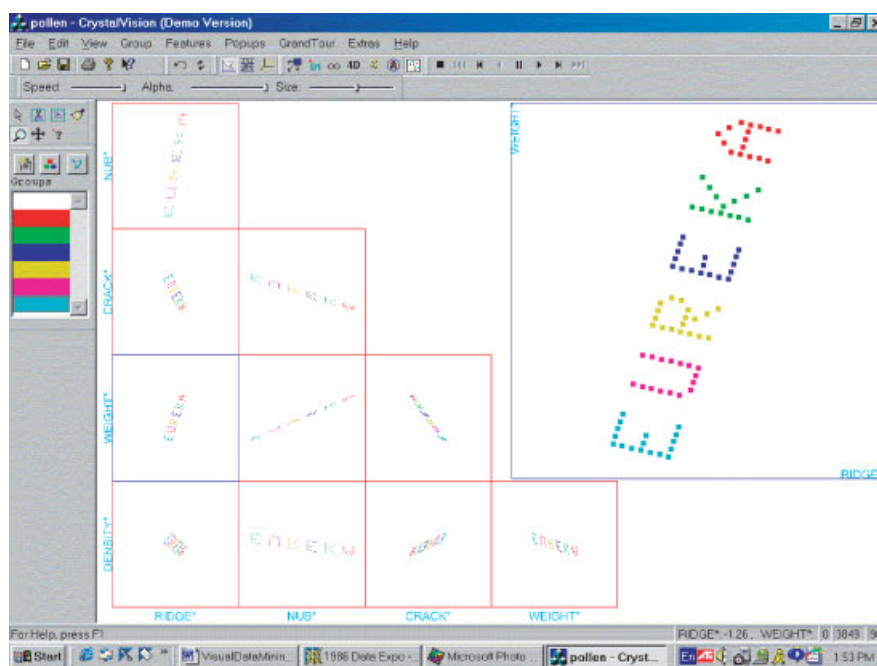 pollen - CrystalVision (Demo Version)
File Edit View Group Features Popups GrandTour Extras Help
4D
Speed: Alpha: Size:
Groups
NUB*
CRACK*
WEIGHT*
DENSITY*
RIDGE* NUB* CRACK* WEIGHT*
WEIGHT
EUREKA
RIDGE
For Help, press F1
RIDGE*:-1.26, WEIGHT*: 0 3849
Start VisualDataMinin... 1986 Data Expo -... Microsoft Photo ... pollen - Cryst... En 1:53 PM